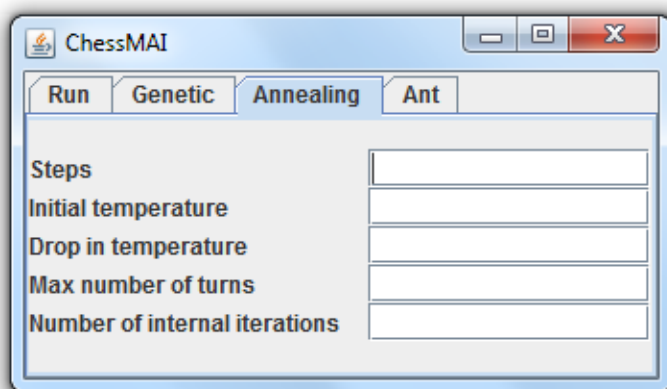 ChessMAI
Run Genetic Annealing Ant
Steps
Initial temperature
Drop in temperature
Max number of turns
Number of internal iterations